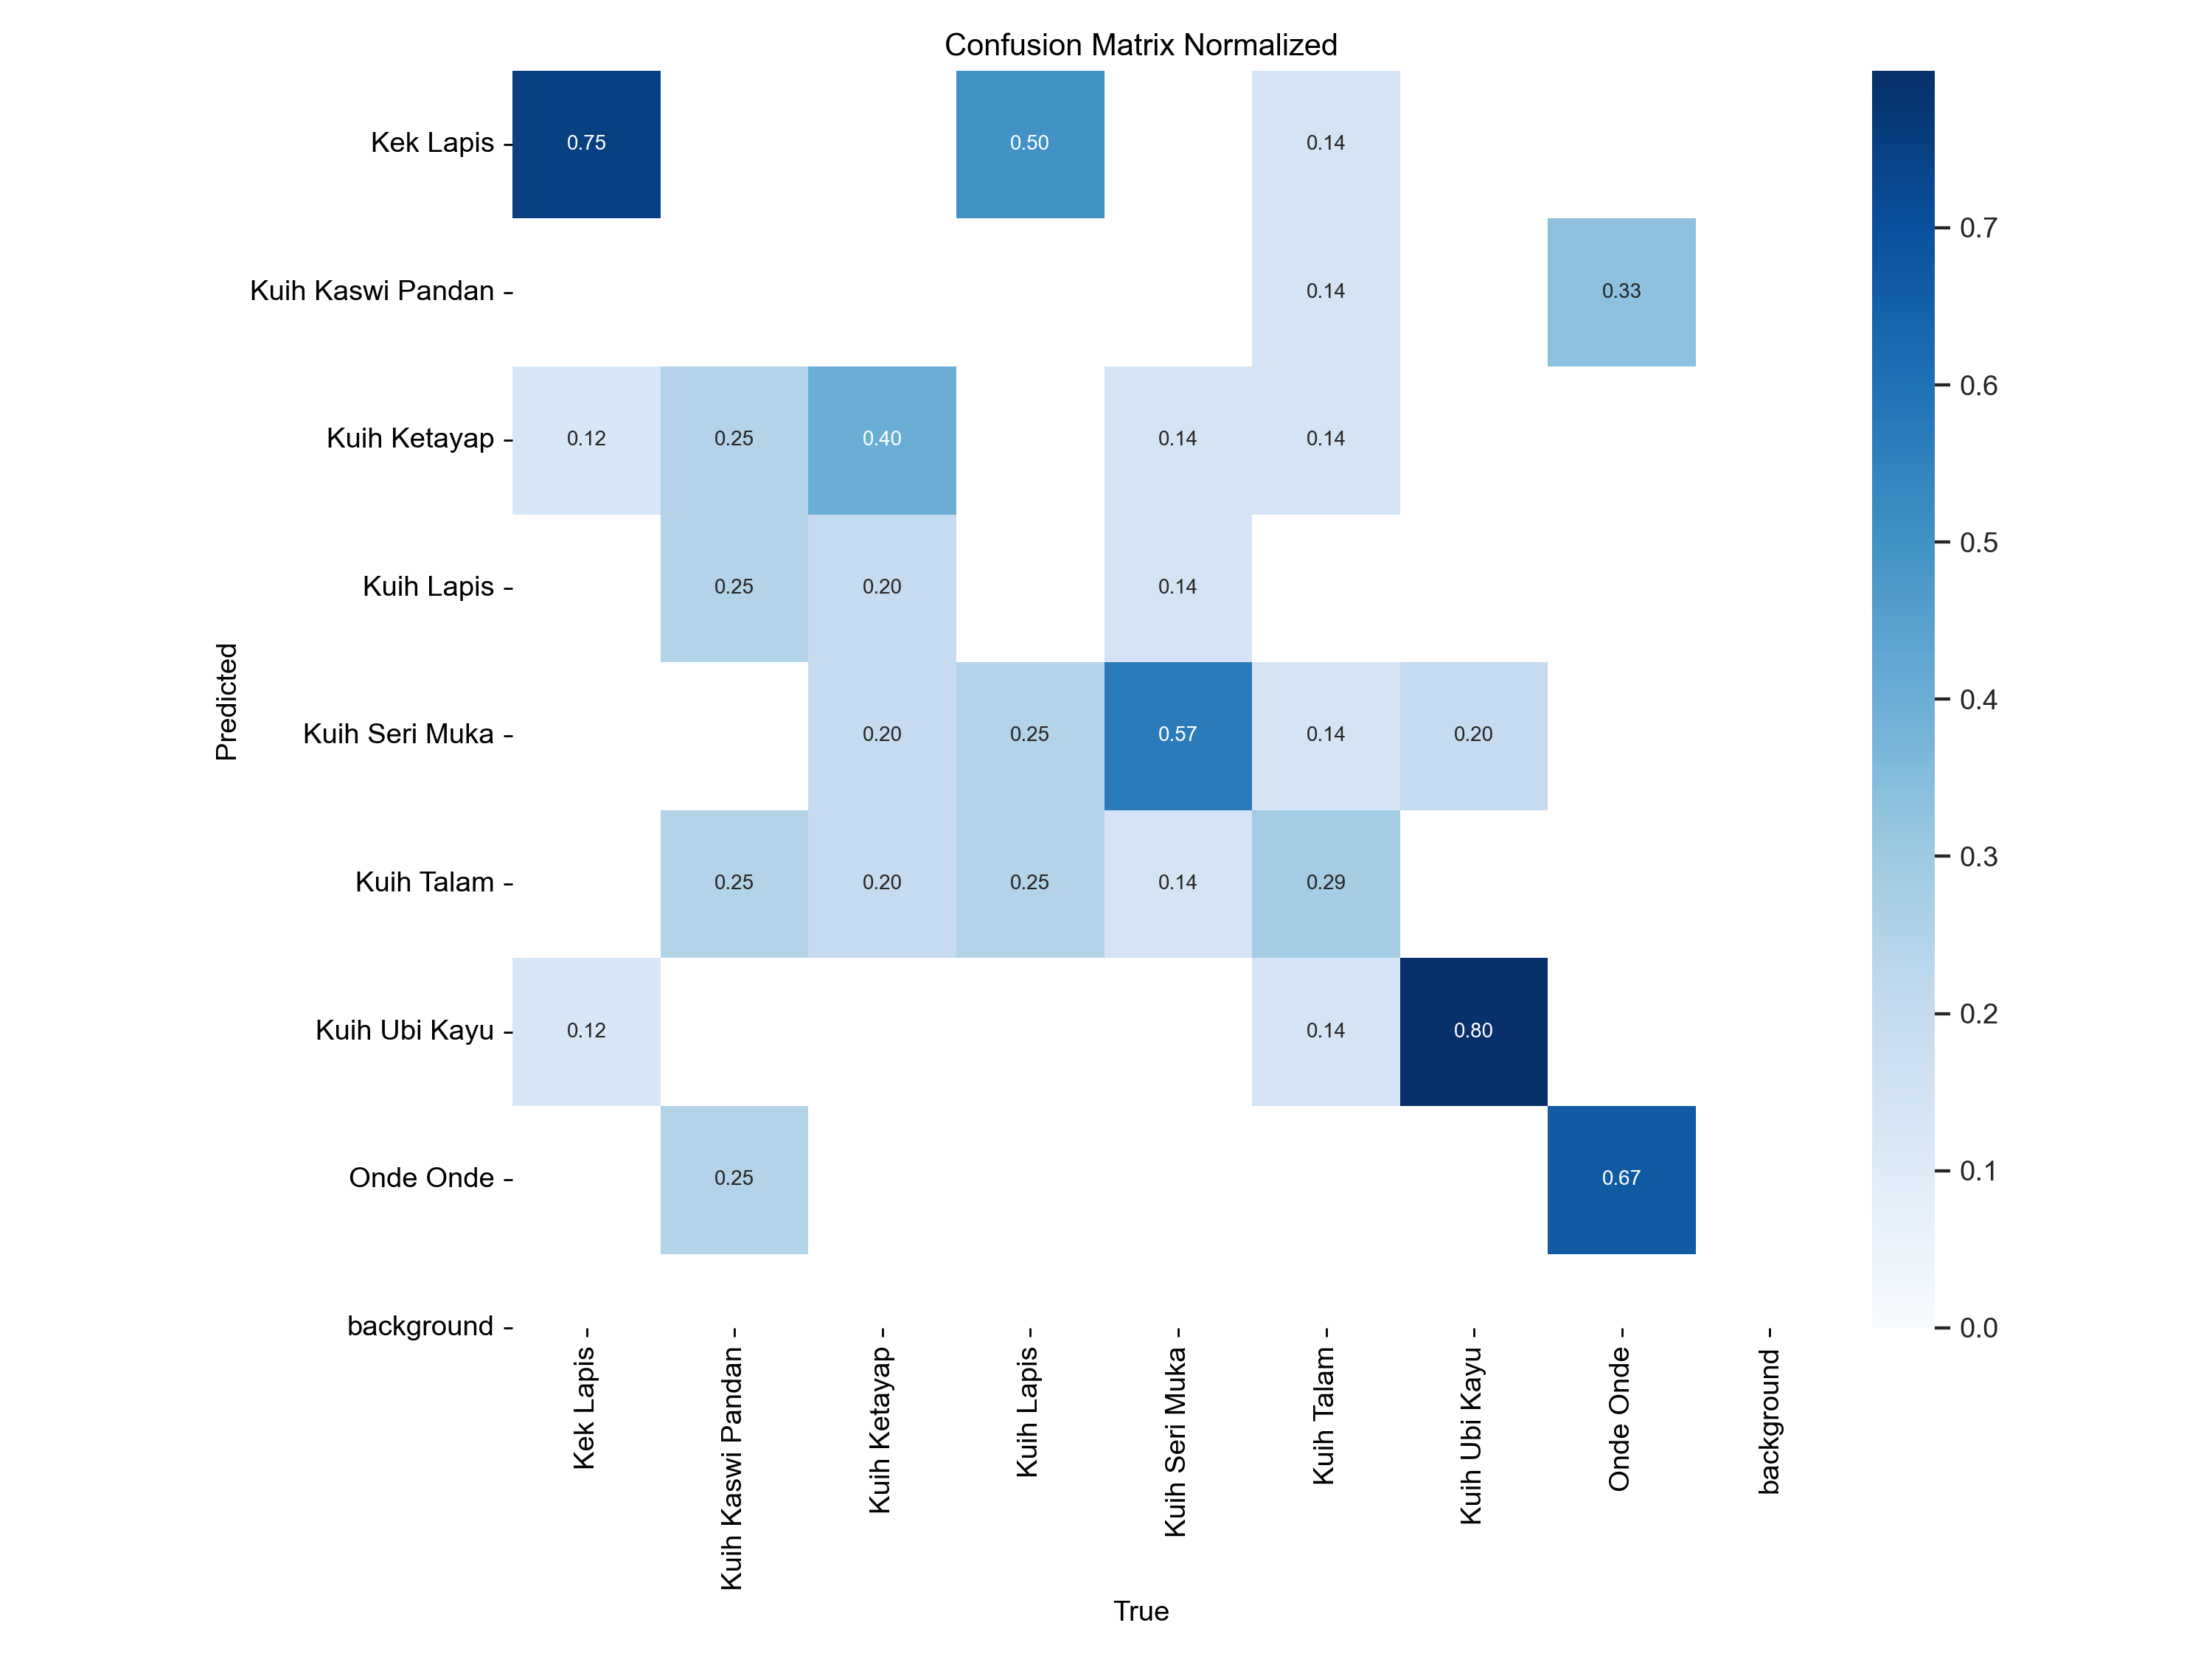 Confusion Matrix Normalized
Kek Lapis 0.75 0.50 0.14
Kuih Kaswi Pandan 0.14 0.33
Kuih Ketayap 0.12 0.25 0.40 0.14 0.14
Kuih Lapis 0.25 0.20 0.14
Kuih Seri Muka 0.20 0.25 0.57 0.14 0.20
Kuih Talam 0.25 0.20 0.25 0.14 0.29
Kuih Ubi Kayu 0.12 0.14 0.80
Onde Onde 0.25 0.67
background
Predicted
Kek Lapis
Kuih Kaswi Pandan
Kuih Ketayap
Kuih Lapis
Kuih Seri Muka
Kuih Talam
Kuih Ubi Kayu
Onde Onde
background
True
0.7
0.6
0.5
0.4
0.3
0.2
0.1
0.0